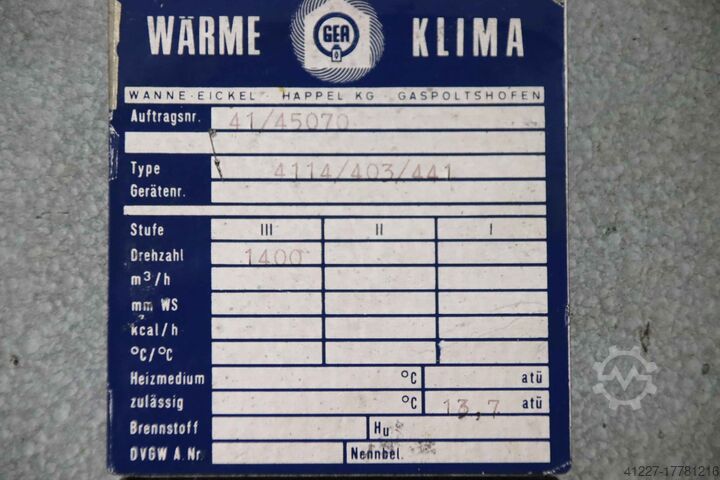 WÄRME GEA KLIMA
WANNE-EICKEL · HAPPEL KG · GASPOLTSHOFEN
Auftragsnr. 41/45070
Type 4114/403/441
Gerätenr.
Stufe III II I
Drehzahl 1400
m³/h
mm WS
kcal/h
°C/°C
Heizmedium °C atü
zulässig °C 13,7 atü
Brennstoff Hu
DVGW A.Nr. Nennbel.
41227-17781216